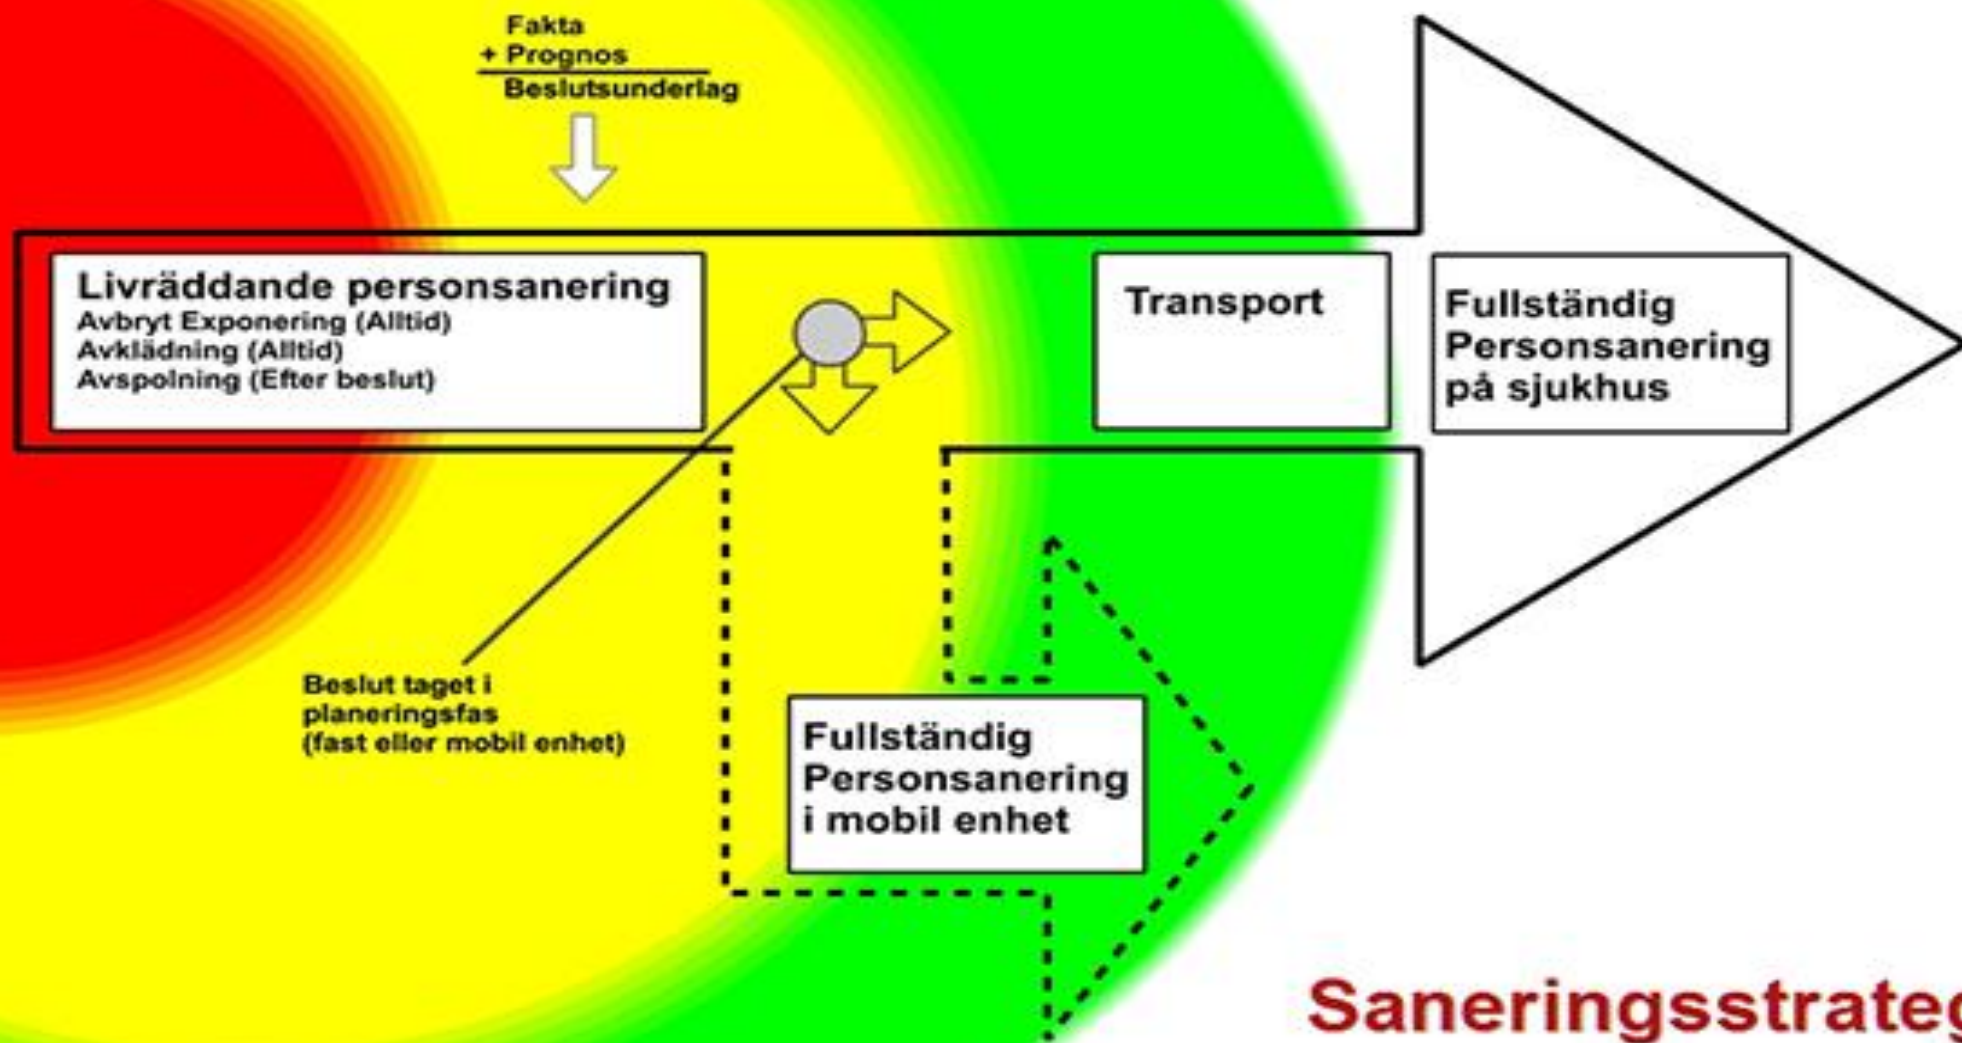 Fakta
+ Prognos
Beslutsunderlag
Livräddande personsanering
Avbryt Exponering (Alltid)
Avklädning (Alltid)
Avspolning (Efter beslut)
Transport
Fullständig
Personsanering
på sjukhus
Beslut taget i
planeringsfas
(fast eller mobil enhet)
Fullständig
Personsanering
i mobil enhet
Saneringsstrateg